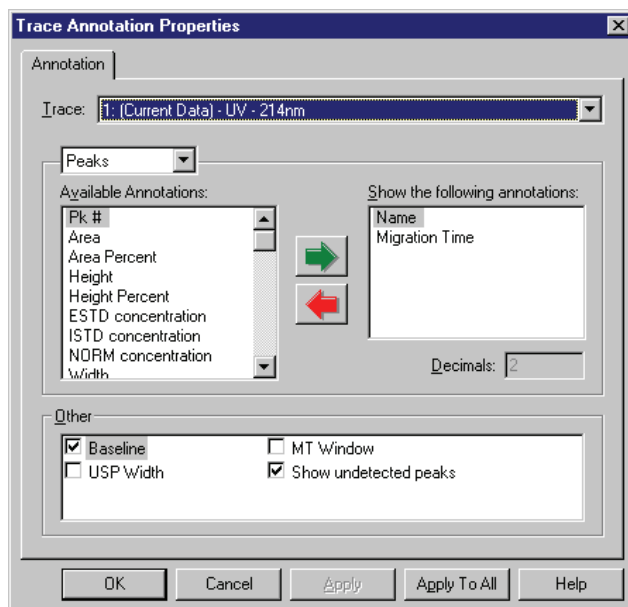 Trace Annotation Properties
Annotation
Trace: 1: (Current Data) - UV - 214nm
Peaks
Available Annotations:
Pk #
Area
Area Percent
Height
Height Percent
ESTD concentration
ISTD concentration
NORM concentration
Width
Show the following annotations:
Name
Migration Time
Decimals: 2
Other
Baseline MT Window
USP Width Show undetected peaks
OK Cancel Apply Apply To All Help